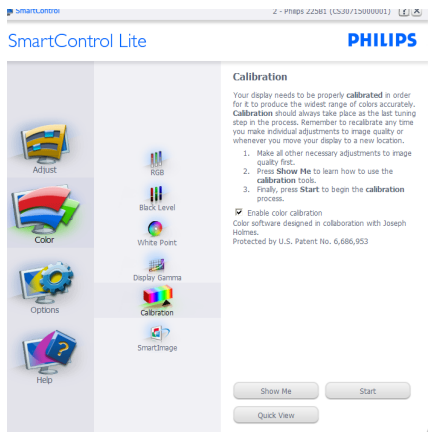 SmartControl
2 - Philips 225B1 (CS30715000001)
SmartControl Lite
PHILIPS
Adjust
Color
Options
Help
RGB
Black Level
White Point
Display Gamma
Calibration
SmartImage
Calibration
Your display needs to be properly calibrated in order
for it to produce the widest range of colors accurately.
Calibration should always take place as the last tuning
step in the process. Remember to recalibrate any time
you make individual adjustments to image quality or
whenever you move your display to a new location.
1. Make all other necessary adjustments to image
quality first.
2. Press Show Me to learn how to use the
calibration tools.
3. Finally, press Start to begin the calibration
process.
Enable color calibration
Color software designed in collaboration with Joseph
Holmes.
Protected by U.S. Patent No. 6,686,953
Show Me
Start
Quick View